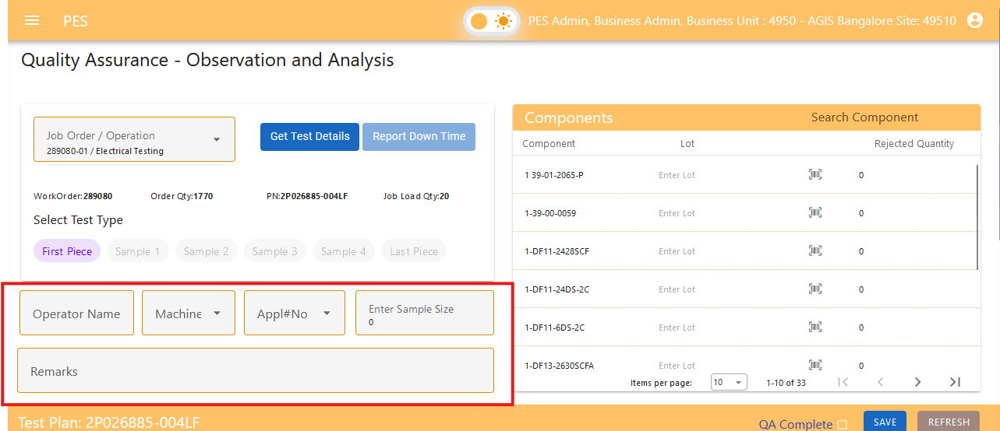 PES
PES Admin, Business Admin, Business Unit : 4950 - AGIS Bangalore Site: 49510
Quality Assurance - Observation and Analysis
Job Order / Operation
289080-01 / Electrical Testing
Get Test Details
Report Down Time
WorkOrder:289080 Order Qty:1770 PN:2P026885-004LF Job Load Qty:20
Select Test Type
First Piece Sample 1 Sample 2 Sample 3 Sample 4 Last Piece
Operator Name
Machine
Appl#No
Enter Sample Size
0
Remarks
Components Search Component
Component Lot Rejected Quantity
1 39-01-2065-P Enter Lot 0
1-39-00-0059 Enter Lot 0
1-DF11-2428SCF Enter Lot 0
1-DF11-24DS-2C Enter Lot 0
1-DF11-6DS-2C Enter Lot 0
1-DF13-2630SCFA Enter Lot 0
Items per page: 10 1-10 of 33
Test Plan: 2P026885-004LF
QA Complete SAVE REFRESH